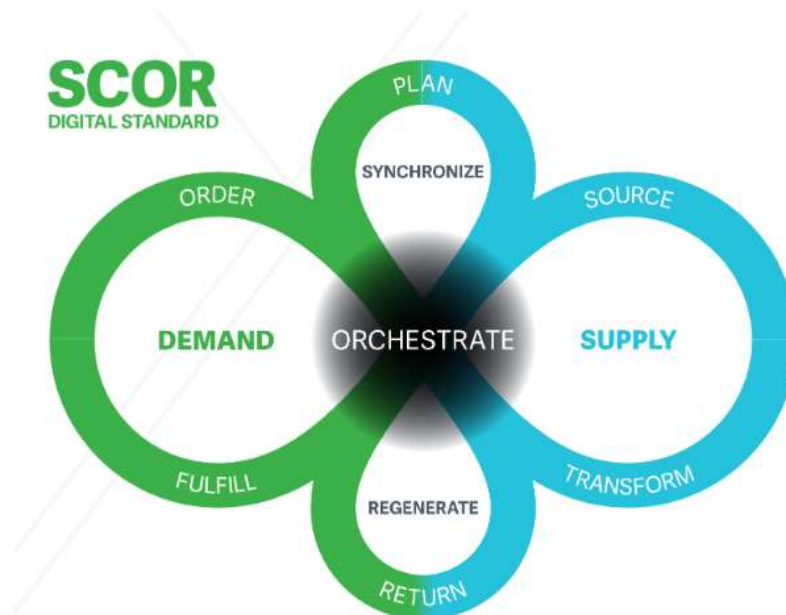 SCOR
DIGITAL STANDARD
PLAN
SYNCHRONIZE
ORDER
SOURCE
DEMAND
ORCHESTRATE
SUPPLY
FULFILL
TRANSFORM
REGENERATE
RETURN